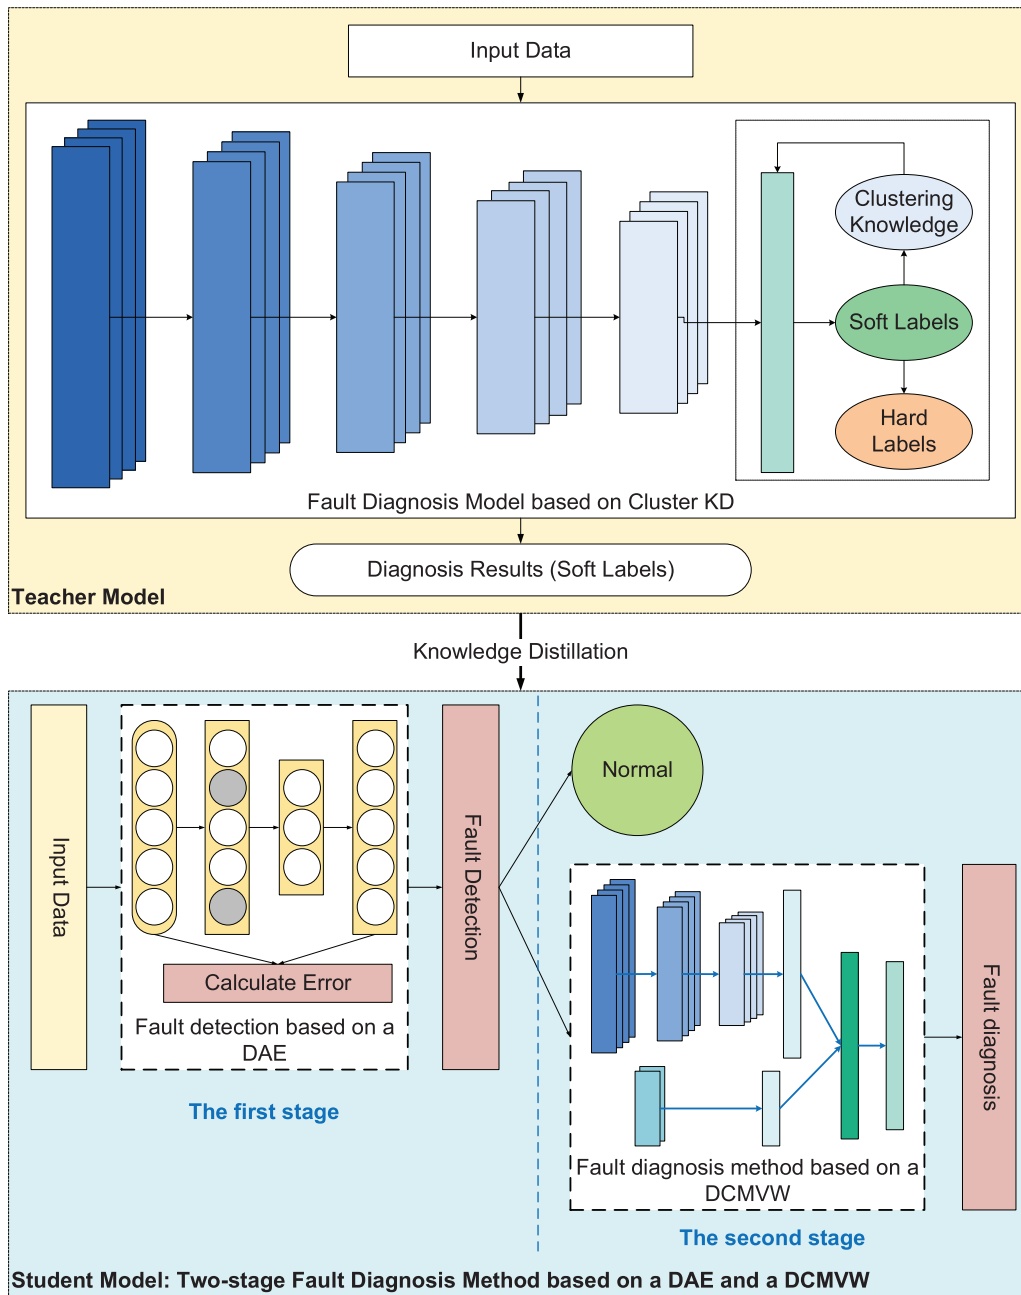 Input Data
Clustering
Knowledge
Soft Labels
Hard
Labels
Fault Diagnosis Model based on Cluster KD
Diagnosis Results (Soft Labels)
Teacher Model
Knowledge Distillation
Input Data
Calculate Error
Fault detection based on a
DAE
The first stage
Fault Detection
Normal
Fault diagnosis method based on a
DCMVW
Fault diagnosis
The second stage
Student Model: Two-stage Fault Diagnosis Method based on a DAE and a DCMVW